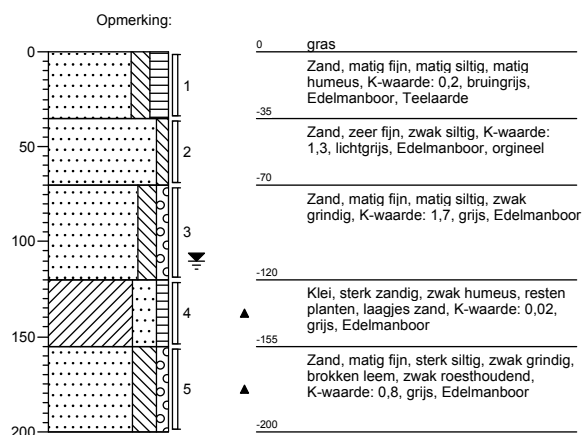 Opmerking:
0
50
100
150
200
1
2
3
4
5
0 gras
Zand, matig fijn, matig siltig, matig
humeus, K-waarde: 0,2, bruingrijs,
Edelmanboor, Teelaarde
-35
Zand, zeer fijn, zwak siltig, K-waarde:
1,3, lichtgrijs, Edelmanboor, orgineel
-70
Zand, matig fijn, matig siltig, zwak
grindig, K-waarde: 1,7, grijs, Edelmanboor
-120
Klei, sterk zandig, zwak humeus, resten
planten, laagjes zand, K-waarde: 0,02,
grijs, Edelmanboor
-155
Zand, matig fijn, sterk siltig, zwak grindig,
brokken leem, zwak roesthoudend,
K-waarde: 0,8, grijs, Edelmanboor
-200